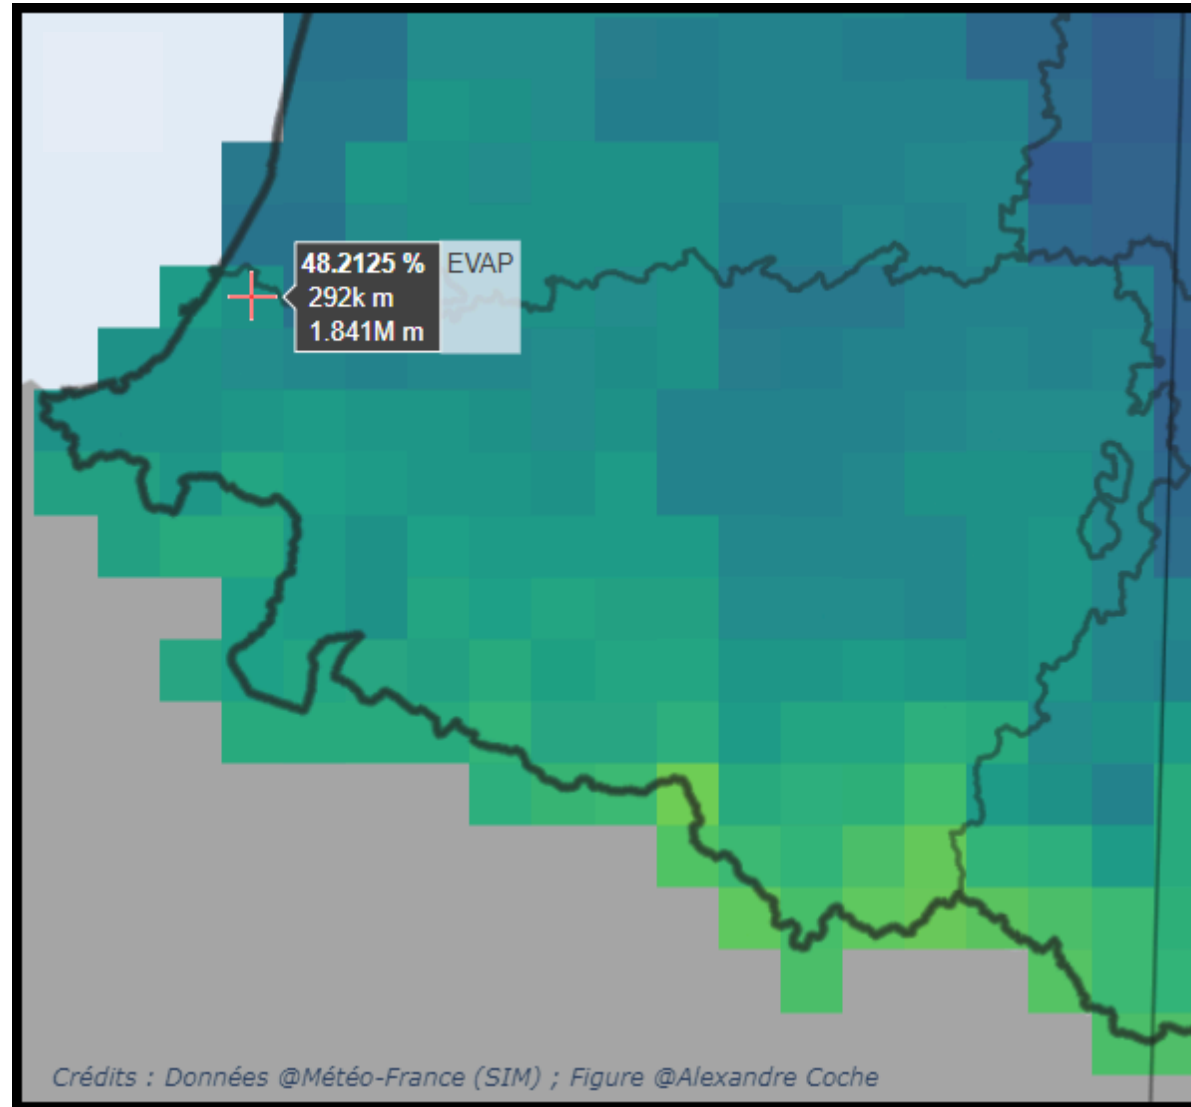 48.2125 % EVAP
292k m
1.841M m
Crédits : Données @Météo-France (SIM) ; Figure @Alexandre Coche